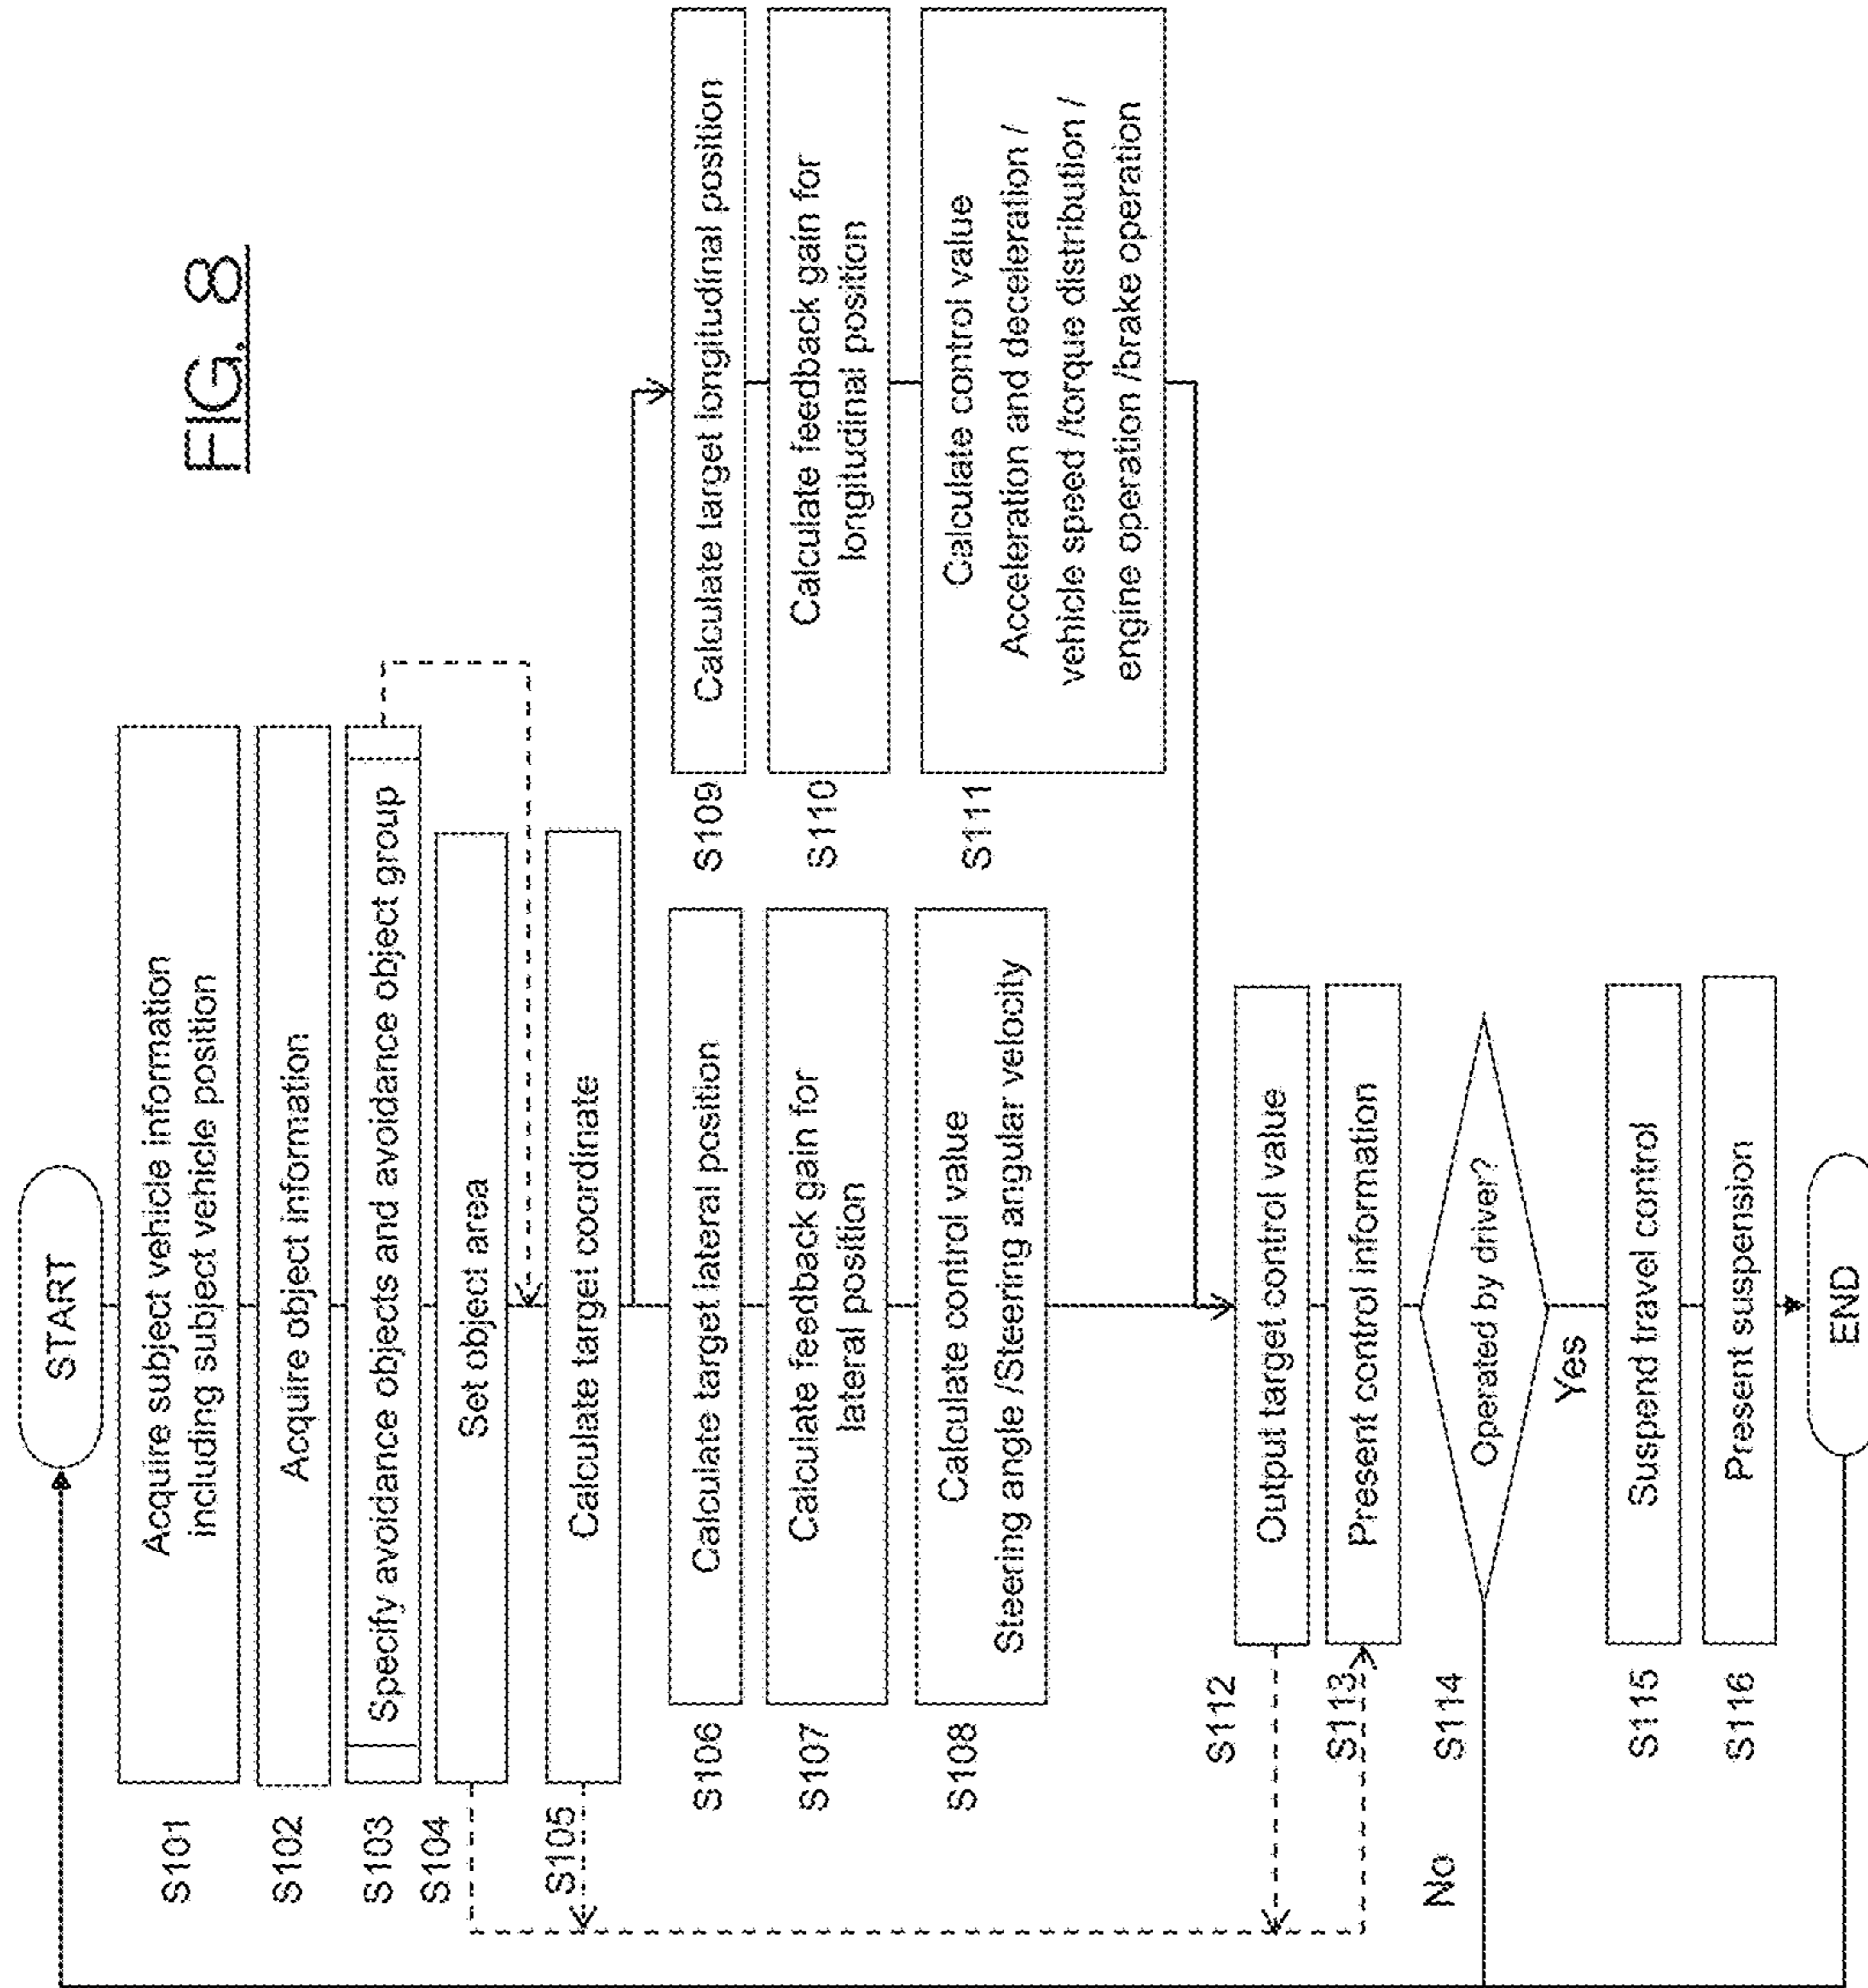 FIG. 8
START
S101
Acquire subject vehicle information
including subject vehicle position
S102
Acquire object information
S103
Specify avoidance objects and avoidance object group
S104
Set object area
S105
Calculate target coordinate
S106
Calculate target lateral position
S107
Calculate feedback gain for
lateral position
S108
Calculate control value
Steering angle /Steering angular velocity
S109
Calculate target longitudinal position
S110
Calculate feedback gain for
longitudinal position
S111
Calculate control value
Acceleration and deceleration /
vehicle speed /torque distribution /
engine operation /brake operation
S112
Output target control value
S113
Present control information
S114
Operated by driver?
No
Yes
S115
Suspend travel control
S116
Present suspension
END